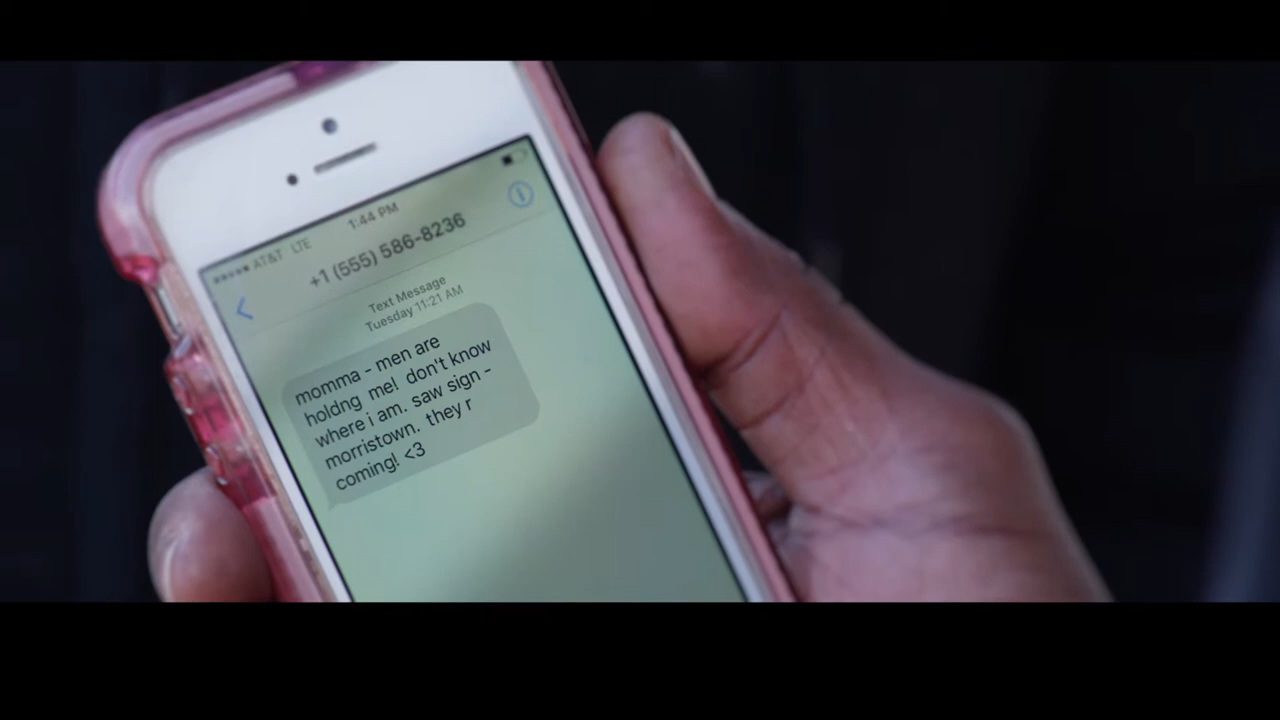 AT&T LTE 1:44 PM
+1 (555) 586-8236
Text Message
Tuesday 11:21 AM
momma - men are
holdng me! don't know
where i am. saw sign -
morristown. they r
coming! <3